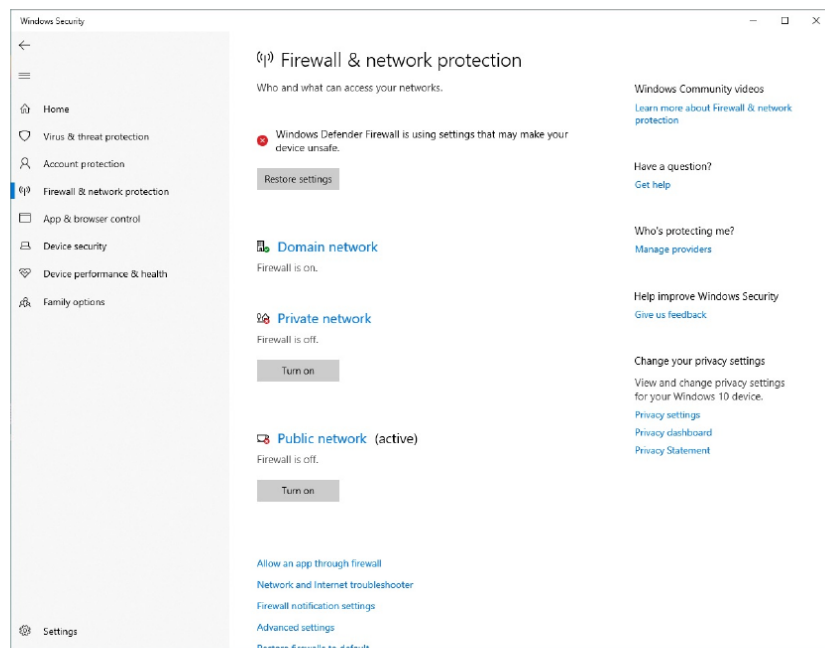 Windows Security
Home
Virus & threat protection
Account protection
Firewall & network protection
App & browser control
Device security
Device performance & health
Family options
Settings
Firewall & network protection
Who and what can access your networks.
Windows Defender Firewall is using settings that may make your
device unsafe.
Restore settings
Domain network
Firewall is on.
Private network
Firewall is off.
Turn on
Public network (active)
Firewall is off.
Turn on
Allow an app through firewall
Network and Internet troubleshooter
Firewall notification settings
Advanced settings
Restore firewalls to default
Windows Community videos
Learn more about Firewall & network
protection
Have a question?
Get help
Who's protecting me?
Manage providers
Help improve Windows Security
Give us feedback
Change your privacy settings
View and change privacy settings
for your Windows 10 device.
Privacy settings
Privacy dashboard
Privacy Statement